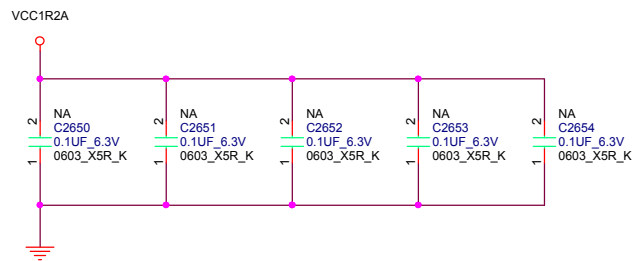 VCC1R2A
2
NA
C2650
0.1UF_6.3V
1
0603_X5R_K
2
NA
C2651
0.1UF_6.3V
1
0603_X5R_K
2
NA
C2652
0.1UF_6.3V
1
0603_X5R_K
2
NA
C2653
0.1UF_6.3V
1
0603_X5R_K
2
NA
C2654
0.1UF_6.3V
1
0603_X5R_K